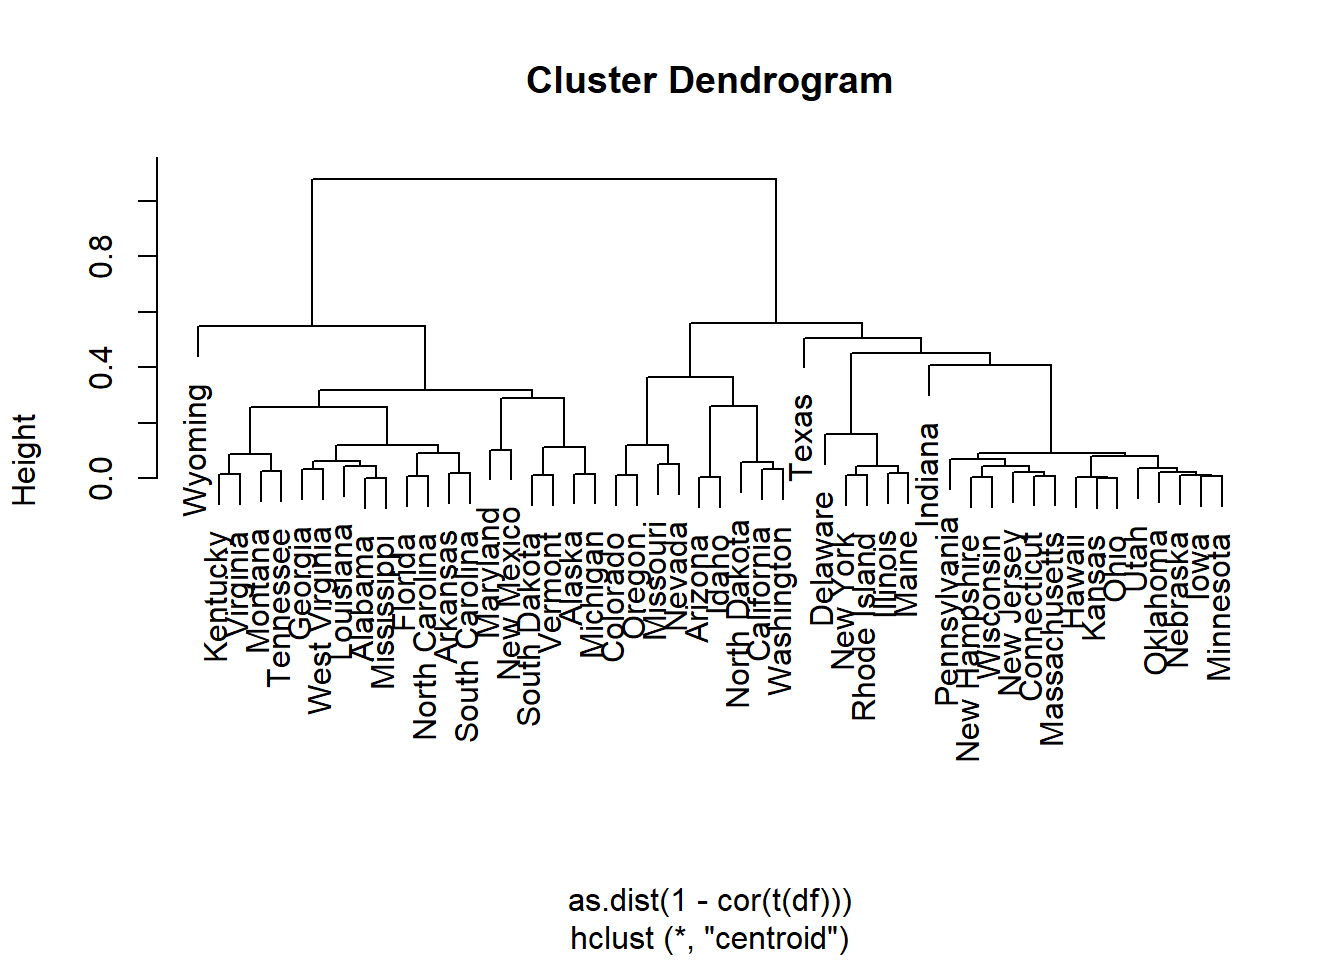 Cluster Dendrogram
Height
0.0
0.4
0.8
Wyoming
Kentucky
Virginia
Montana
Tennessee
Georgia
West Virginia
Louisiana
Alabama
Mississippi
Florida
North Carolina
Arkansas
South Carolina
Maryland
New Mexico
South Dakota
Vermont
Alaska
Michigan
Colorado
Oregon
Missouri
Nevada
Arizona
Idaho
North Dakota
California
Washington
Texas
Delaware
New York
Rhode Island
Illinois
Maine
Indiana
Pennsylvania
New Hampshire
Wisconsin
New Jersey
Connecticut
Massachusetts
Hawaii
Kansas
Ohio
Utah
Oklahoma
Nebraska
Iowa
Minnesota
as.dist(1 - cor(t(df)))
hclust (*, "centroid")